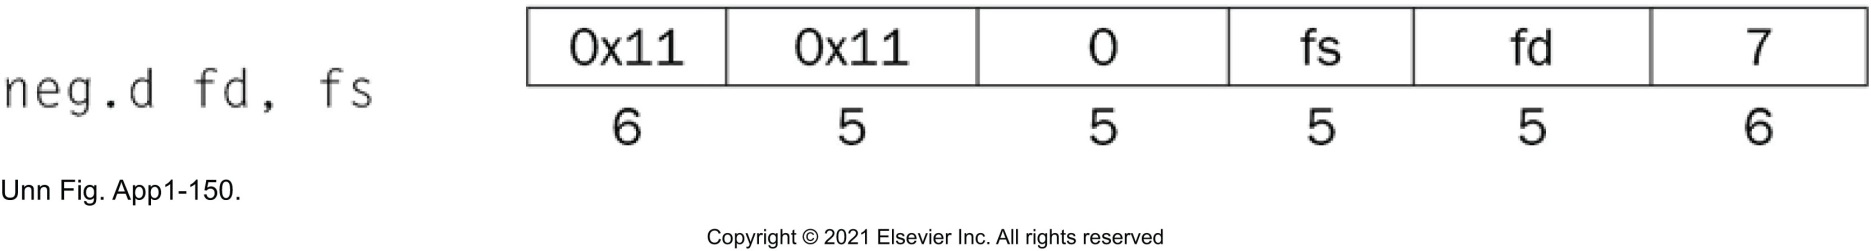 neg.d fd, fs
0x11 0x11 0 fs fd 7
6 5 5 5 5 6
Unn Fig. App1-150.
Copyright © 2021 Elsevier Inc. All rights reserved